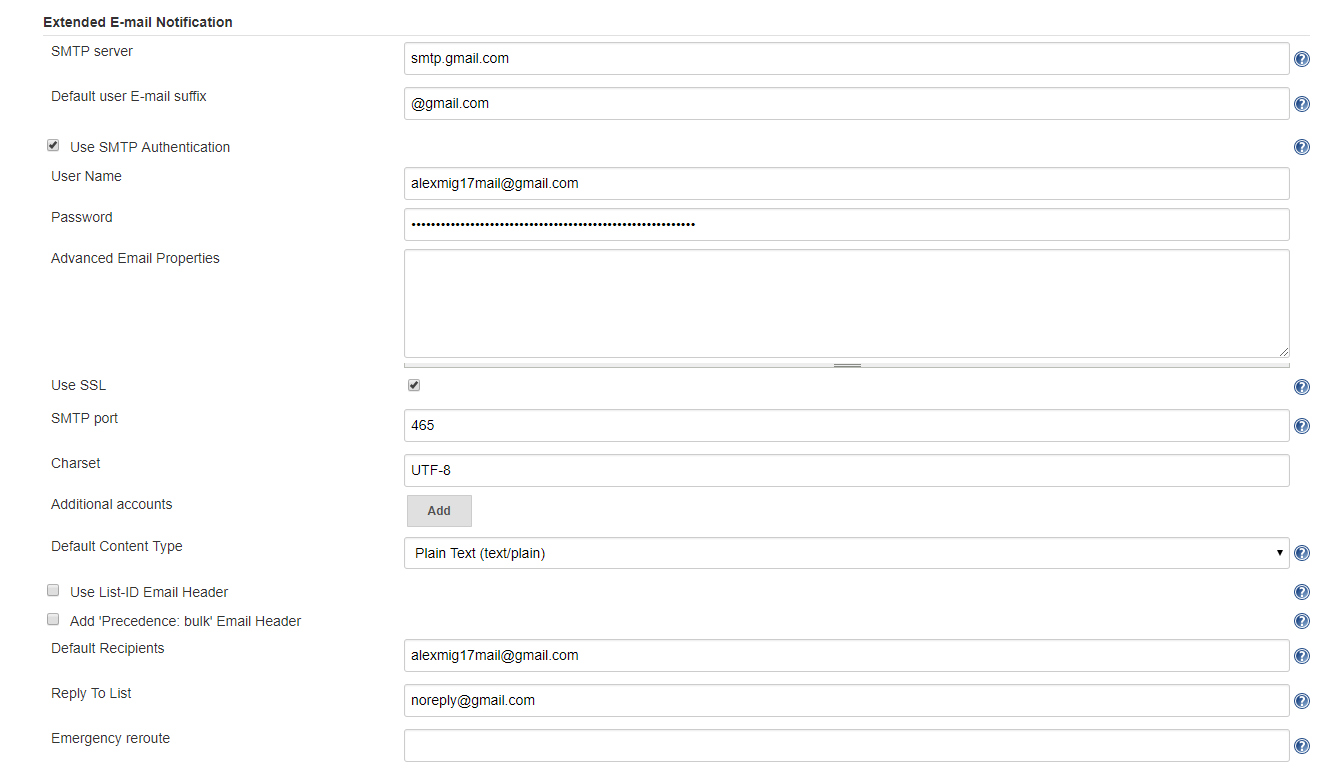 Extended E-mail Notification
SMTP server
smtp.gmail.com
Default user E-mail suffix
@gmail.com
Use SMTP Authentication
User Name
alexmig17mail@gmail.com
Password
Advanced Email Properties
Use SSL
SMTP port
465
Charset
UTF-8
Additional accounts
Add
Default Content Type
Plain Text (text/plain)
Use List-ID Email Header
Add 'Precedence: bulk' Email Header
Default Recipients
alexmig17mail@gmail.com
Reply To List
noreply@gmail.com
Emergency reroute